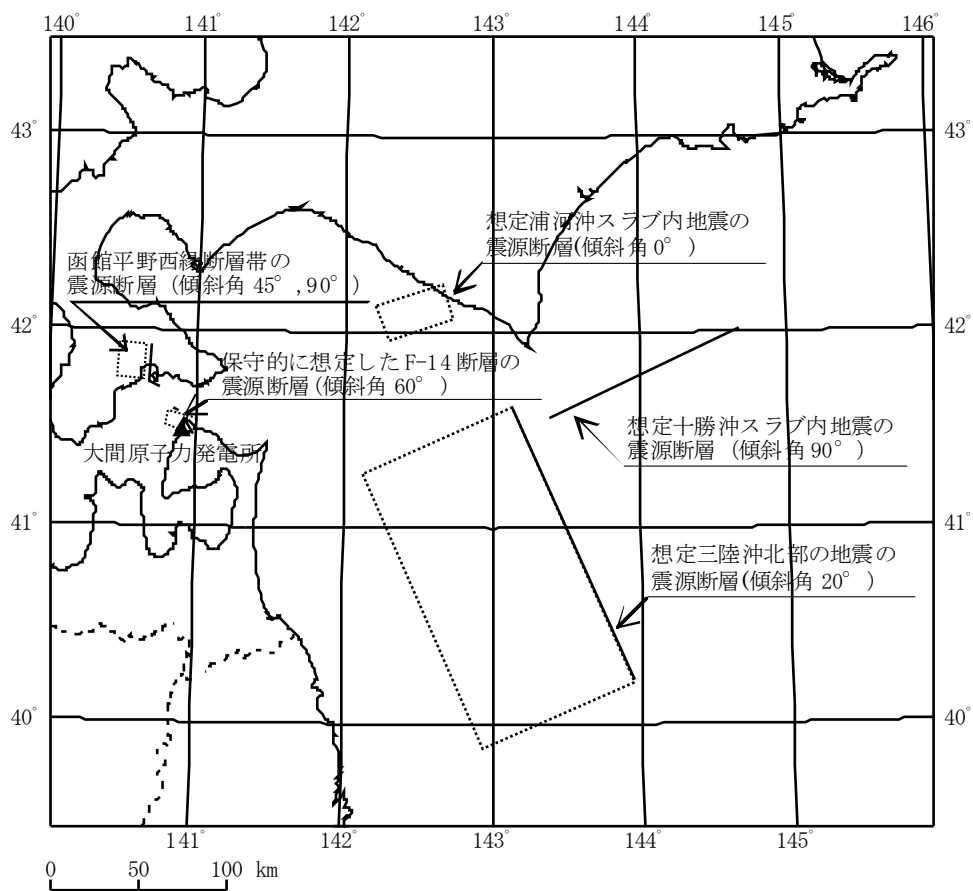 140° 141° 142° 143° 144° 145° 146°
43° 43°
想定浦河沖スラブ内地震の
震源断層(傾斜角 0°)
函館平野西縁断層帯の
震源断層 (傾斜角 45°,90°)
42° 42°
保守的に想定した F-14 断層の
震源断層(傾斜角 60°)
想定十勝沖スラブ内地震の
震源断層 (傾斜角 90°)
大間原子力発電所
41° 41°
想定三陸沖北部の地震の
震源断層(傾斜角 20°)
40° 40°
141° 142° 143° 144° 145°
0 50 100 km